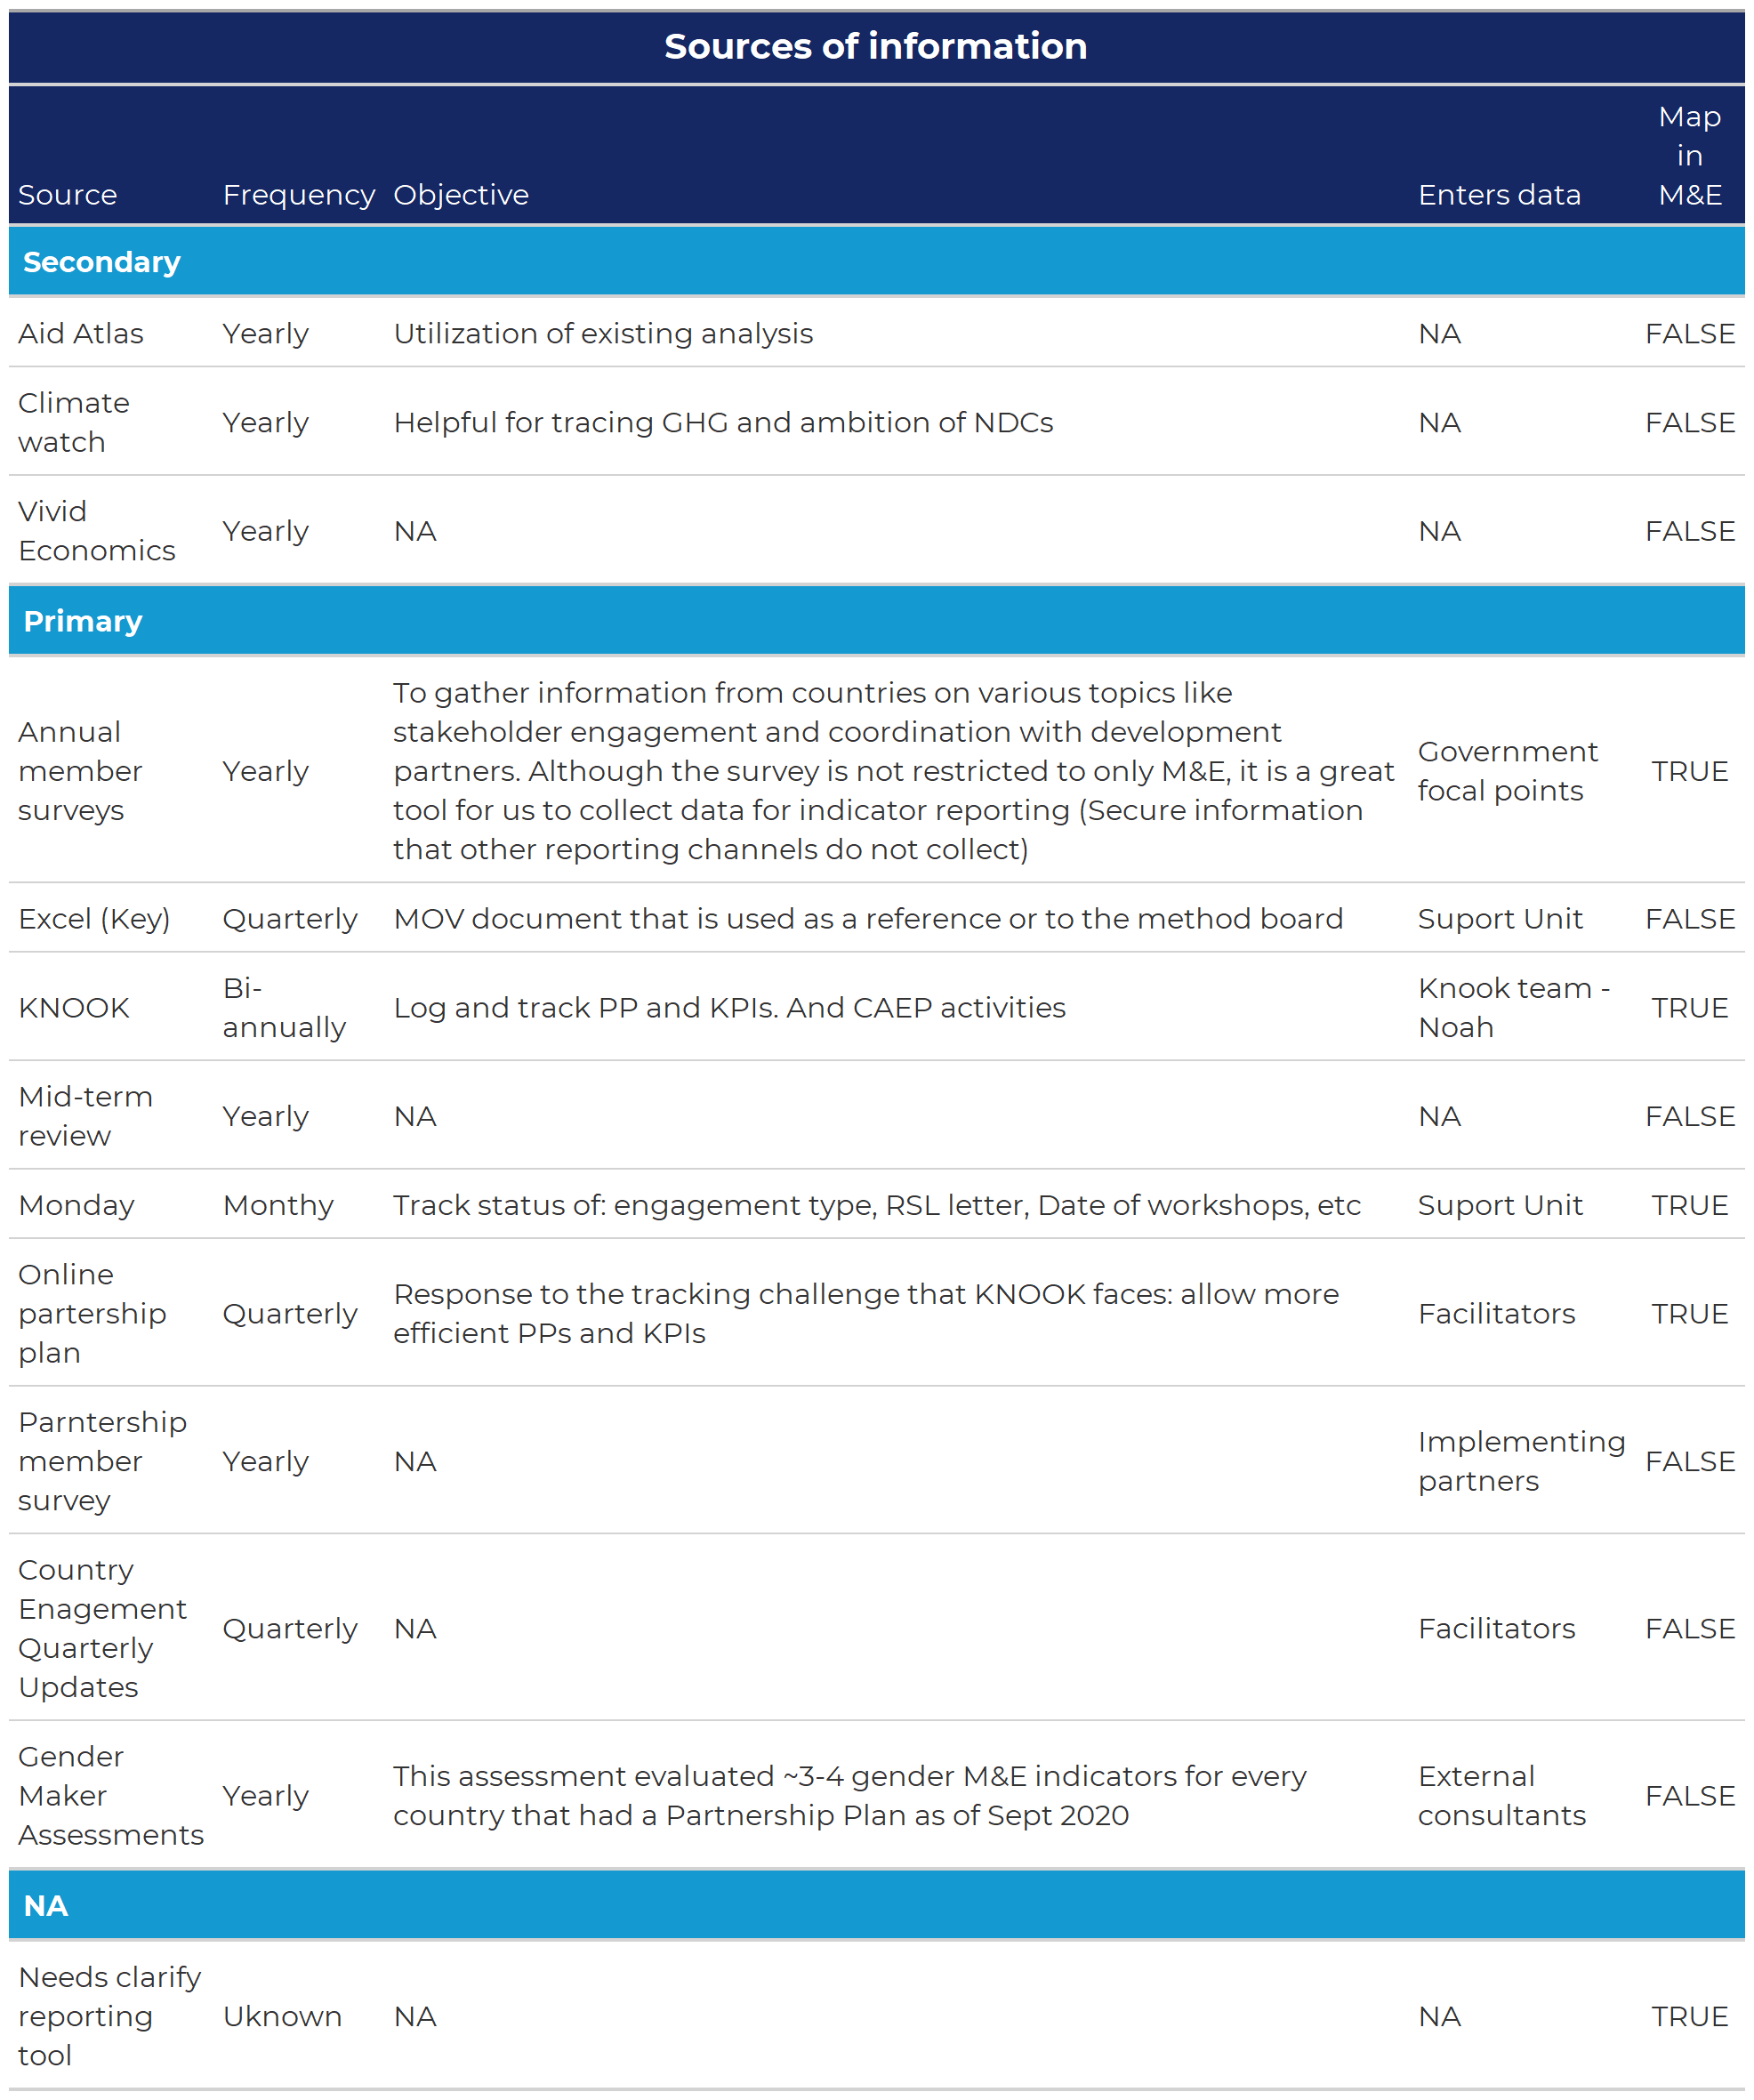 Sources of information
Source Frequency Objective Enters data Map in M&E
Secondary
Aid Atlas Yearly Utilization of existing analysis NA FALSE
Climate watch Yearly Helpful for tracing GHG and ambition of NDCs NA FALSE
Vivid Economics Yearly NA NA FALSE
Primary
Annual member surveys Yearly To gather information from countries on various topics like stakeholder engagement and coordination with development partners. Although the survey is not restricted to only M&E, it is a great tool for us to collect data for indicator reporting (Secure information that other reporting channels do not collect) Government focal points TRUE
Excel (Key) Quarterly MOV document that is used as a reference or to the method board Suport Unit FALSE
KNOOK Bi-annually Log and track PP and KPIs. And CAEP activities Knook team - Noah TRUE
Mid-term review Yearly NA NA FALSE
Monday Monthy Track status of: engagement type, RSL letter, Date of workshops, etc Suport Unit TRUE
Online partership plan Quarterly Response to the tracking challenge that KNOOK faces: allow more efficient PPs and KPIs Facilitators TRUE
Parntership member survey Yearly NA Implementing partners FALSE
Country Enagement Quarterly Updates Quarterly NA Facilitators FALSE
Gender Maker Assessments Yearly This assessment evaluated ~3-4 gender M&E indicators for every country that had a Partnership Plan as of Sept 2020 External consultants FALSE
NA
Needs clarify reporting tool Uknown NA NA TRUE